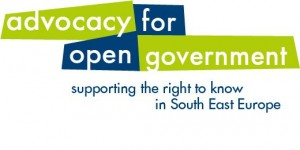 advocacy for
open government
supporting the right to know
in South East Europe